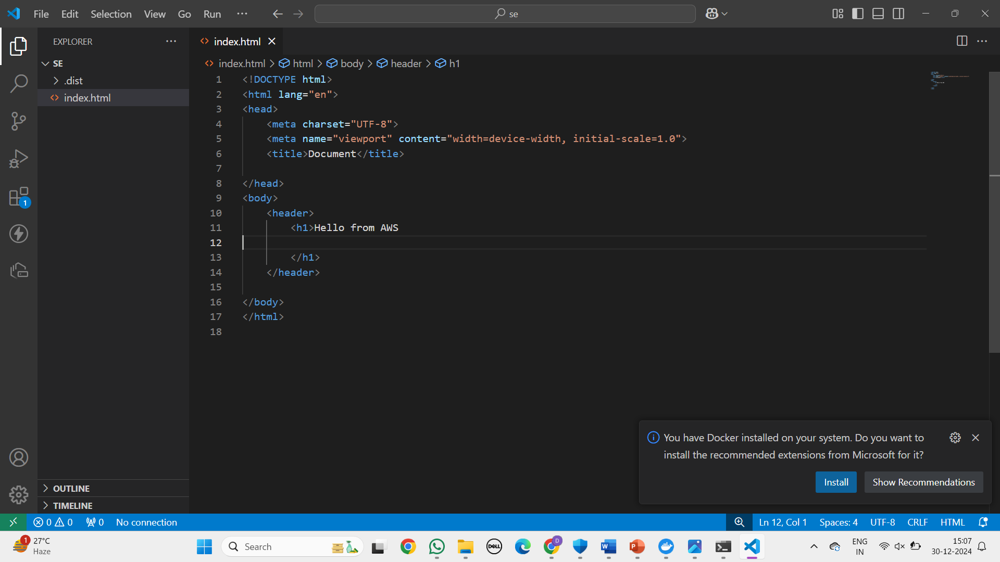 File Edit Selection View Go Run
se
EXPLORER
SE
.dist
index.html
1
index.html
index.html html body header h1
1 <!DOCTYPE html>
2 <html lang="en">
3 <head>
4 <meta charset="UTF-8">
5 <meta name="viewport" content="width=device-width, initial-scale=1.0">
6 <title>Document</title>
7
8 </head>
9 <body>
10 <header>
11 <h1>Hello from AWS
12
13 </h1>
14 </header>
15
16 </body>
17 </html>
18
You have Docker installed on your system. Do you want to
install the recommended extensions from Microsoft for it?
Install Show Recommendations
OUTLINE
TIMELINE
0 0 0 No connection Ln 12, Col 1 Spaces: 4 UTF-8 CRLF HTML
1
27°C
Haze
Search
DELL
D
W
P
ENG
IN
15:07
30-12-2024